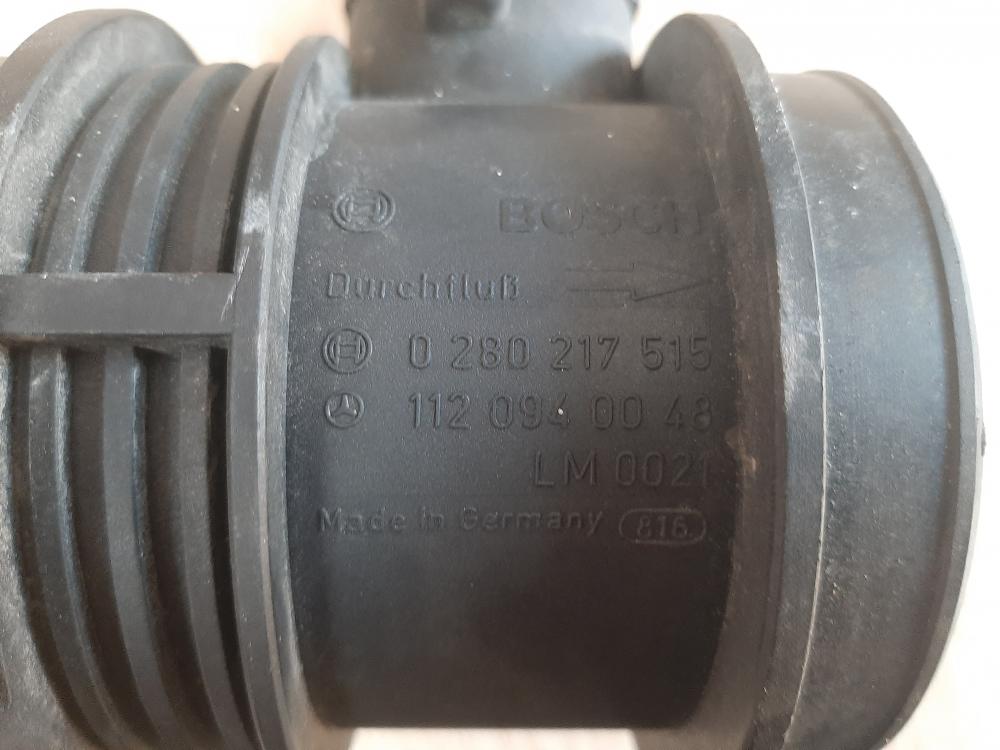 BOSCH
Durchfluß
0 280 217 515
112 094 00 48
LM 0021
Made in Germany 816